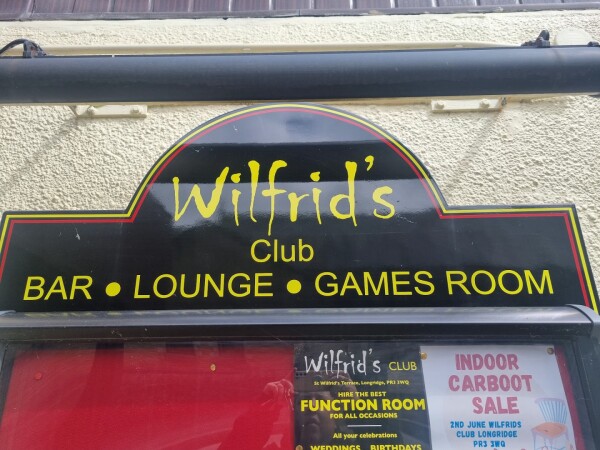 Wilfrid's
Club
BAR ● LOUNGE ● GAMES ROOM
Wilfrid's CLUB
St Wilfrid's Terrace, Longridge, PR3 3WQ
HIRE THE BEST
FUNCTION ROOM
FOR ALL OCCASIONS
All your celebrations
WEDDINGS BIRTHDAYS
INDOOR
CARBOOT
SALE
2ND JUNE WILFRIDS
CLUB LONGRIDGE
PR3 3WQ